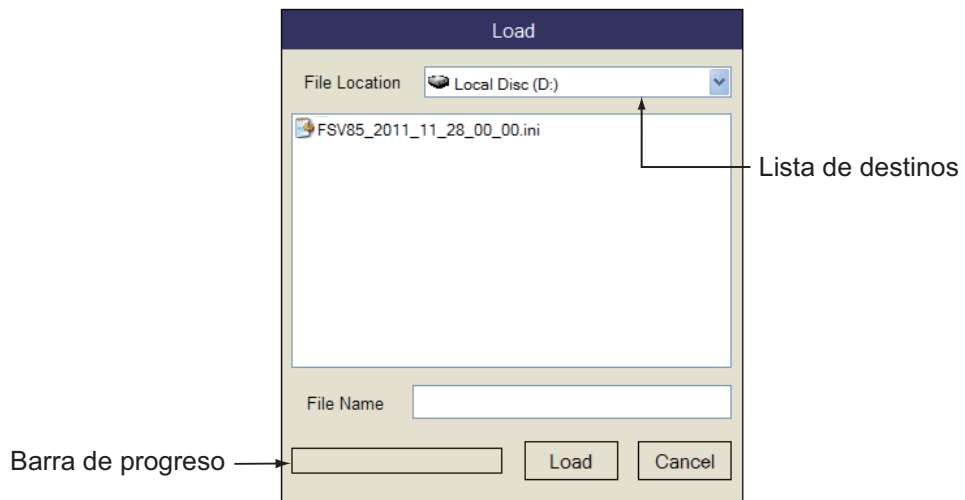 Load
File Location
Local Disc (D:)
FSV85_2011_11_28_00_00.ini
Lista de destinos
File Name
Barra de progreso
Load
Cancel